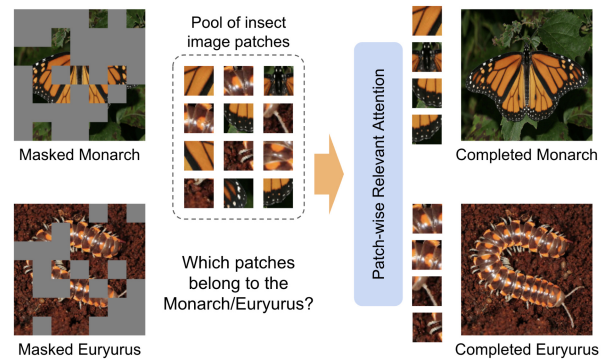 Pool of insect
image patches
Masked Monarch
Completed Monarch
Patch-wise Relevant Attention
Which patches
belong to the
Monarch/Euryurus?
Masked Euryurus
Completed Euryurus